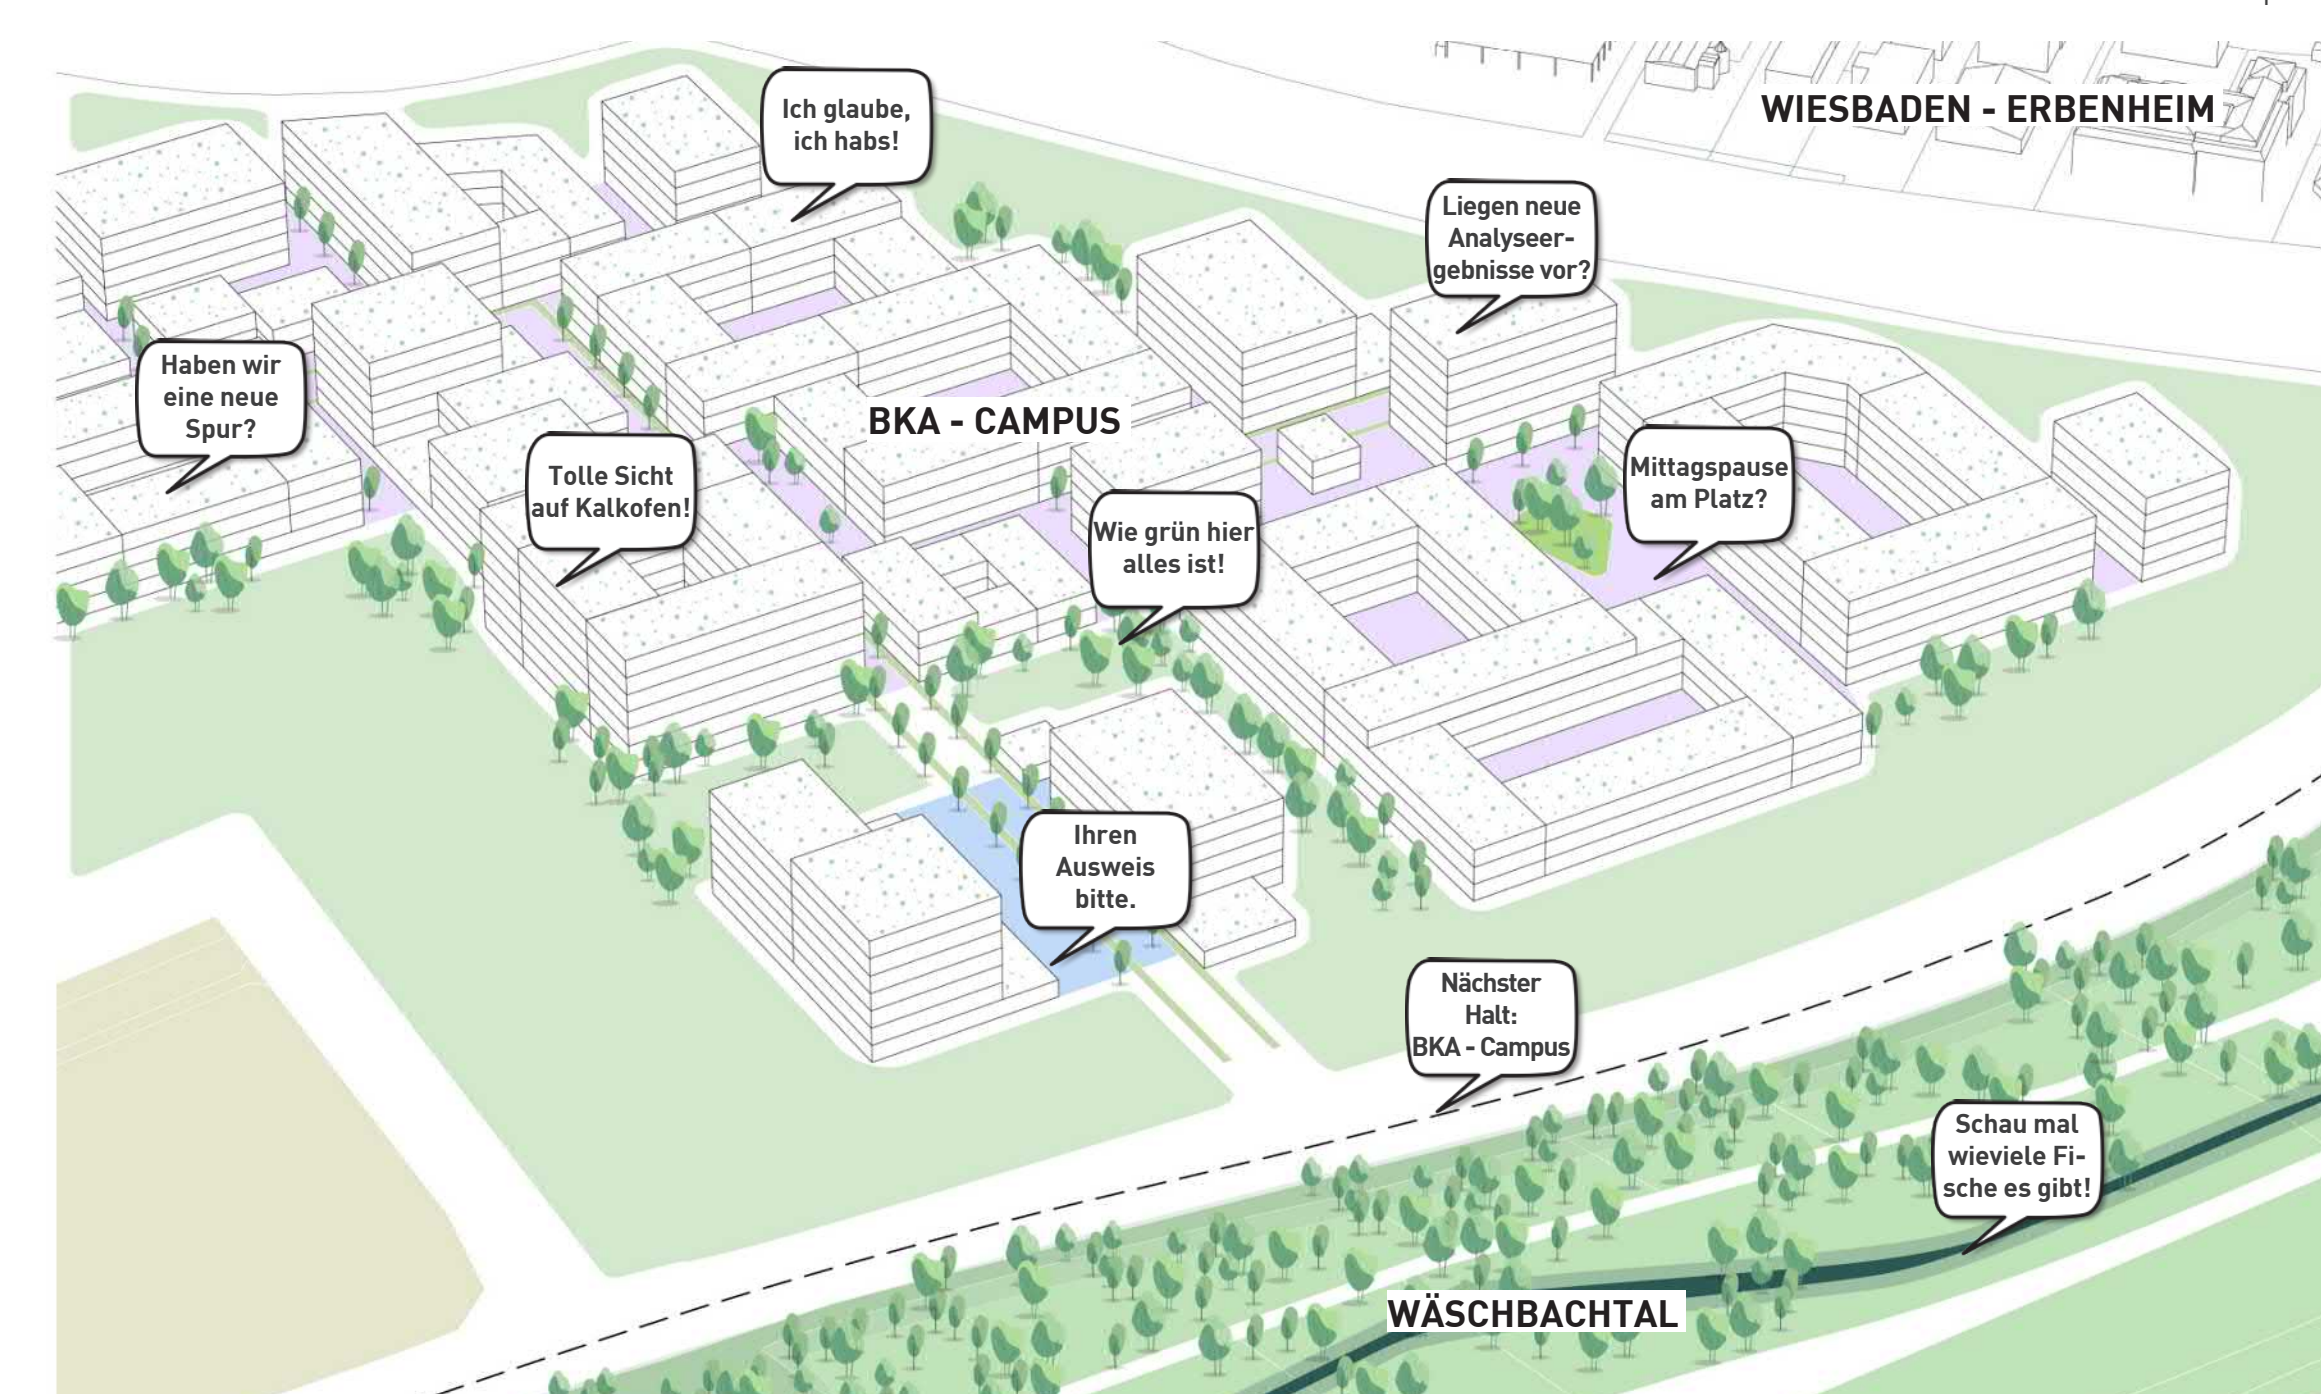 Ich glaube,
ich habs!
WIESBADEN - ERBENHEIM
Liegen neue
Analyseer-
gebnisse vor?
Haben wir
eine neue
Spur?
BKA - CAMPUS
Tolle Sicht
auf Kalkofen!
Mittagspause
am Platz?
Wie grün hier
alles ist!
Ihren
Ausweis
bitte.
Nächster
Halt:
BKA - Campus
Schau mal
wieviele Fi-
sche es gibt!
WÄSCHBACHTAL